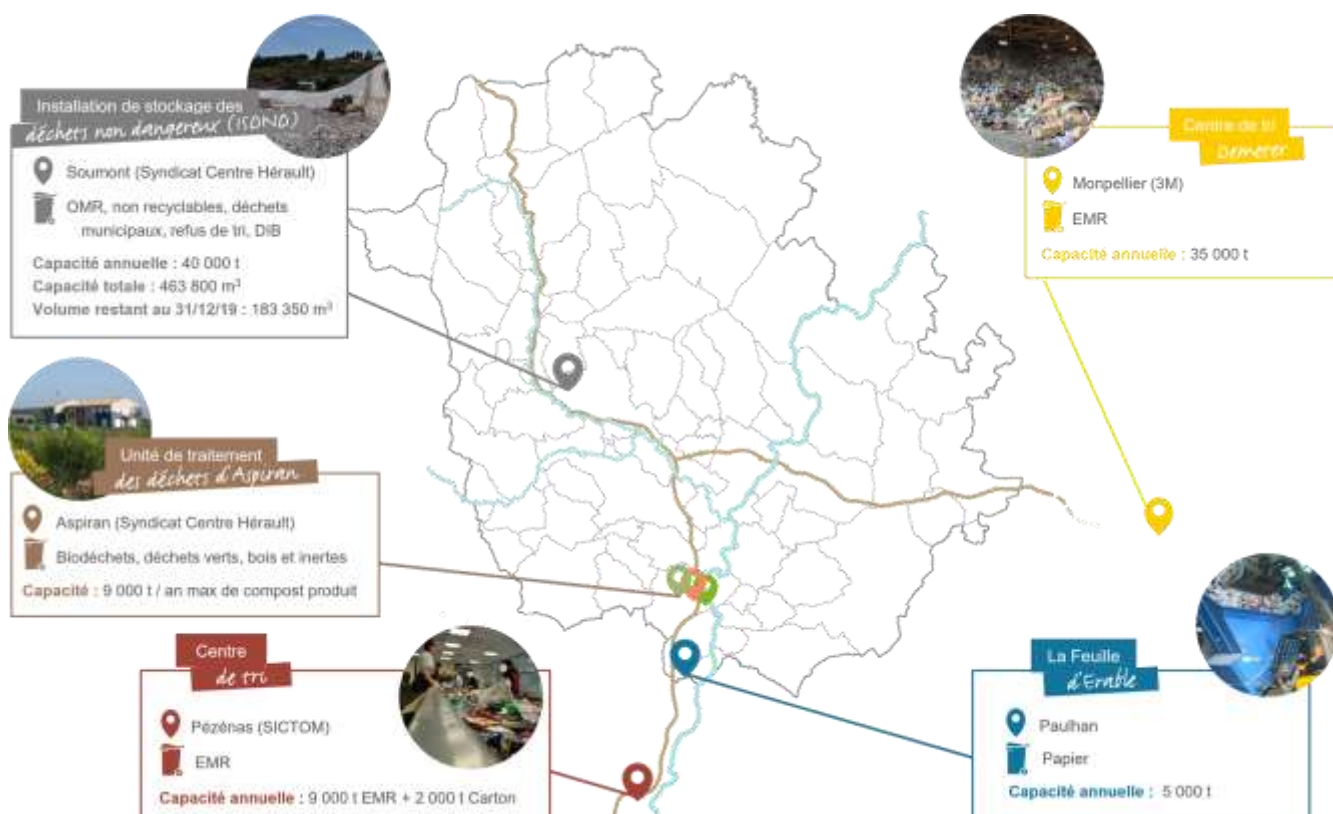 Installation de stockage des
déchets non dangereux (ISDND)
Soumont (Syndicat Centre Hérault)
OMR, non recyclables, déchets
municipaux, refus de tri, DIB
Capacité annuelle : 40 000 t
Capacité totale : 463 800 m³
Volume restant au 31/12/19 : 183 350 m³
Centre de tri
Demeter
Monpellier (3M)
EMR
Capacité annuelle : 35 000 t
Unité de traitement
des déchets d'Aspiran
Aspiran (Syndicat Centre Hérault)
Biodéchets, déchets verts, bois et inertes
Capacité : 9 000 t / an max de compost produit
Centre
de tri
Pézénas (SICTOM)
EMR
Capacité annuelle : 9 000 t EMR + 2 000 t Carton
La Feuille
d'Erable
Paulhan
Papier
Capacité annuelle : 5 000 t